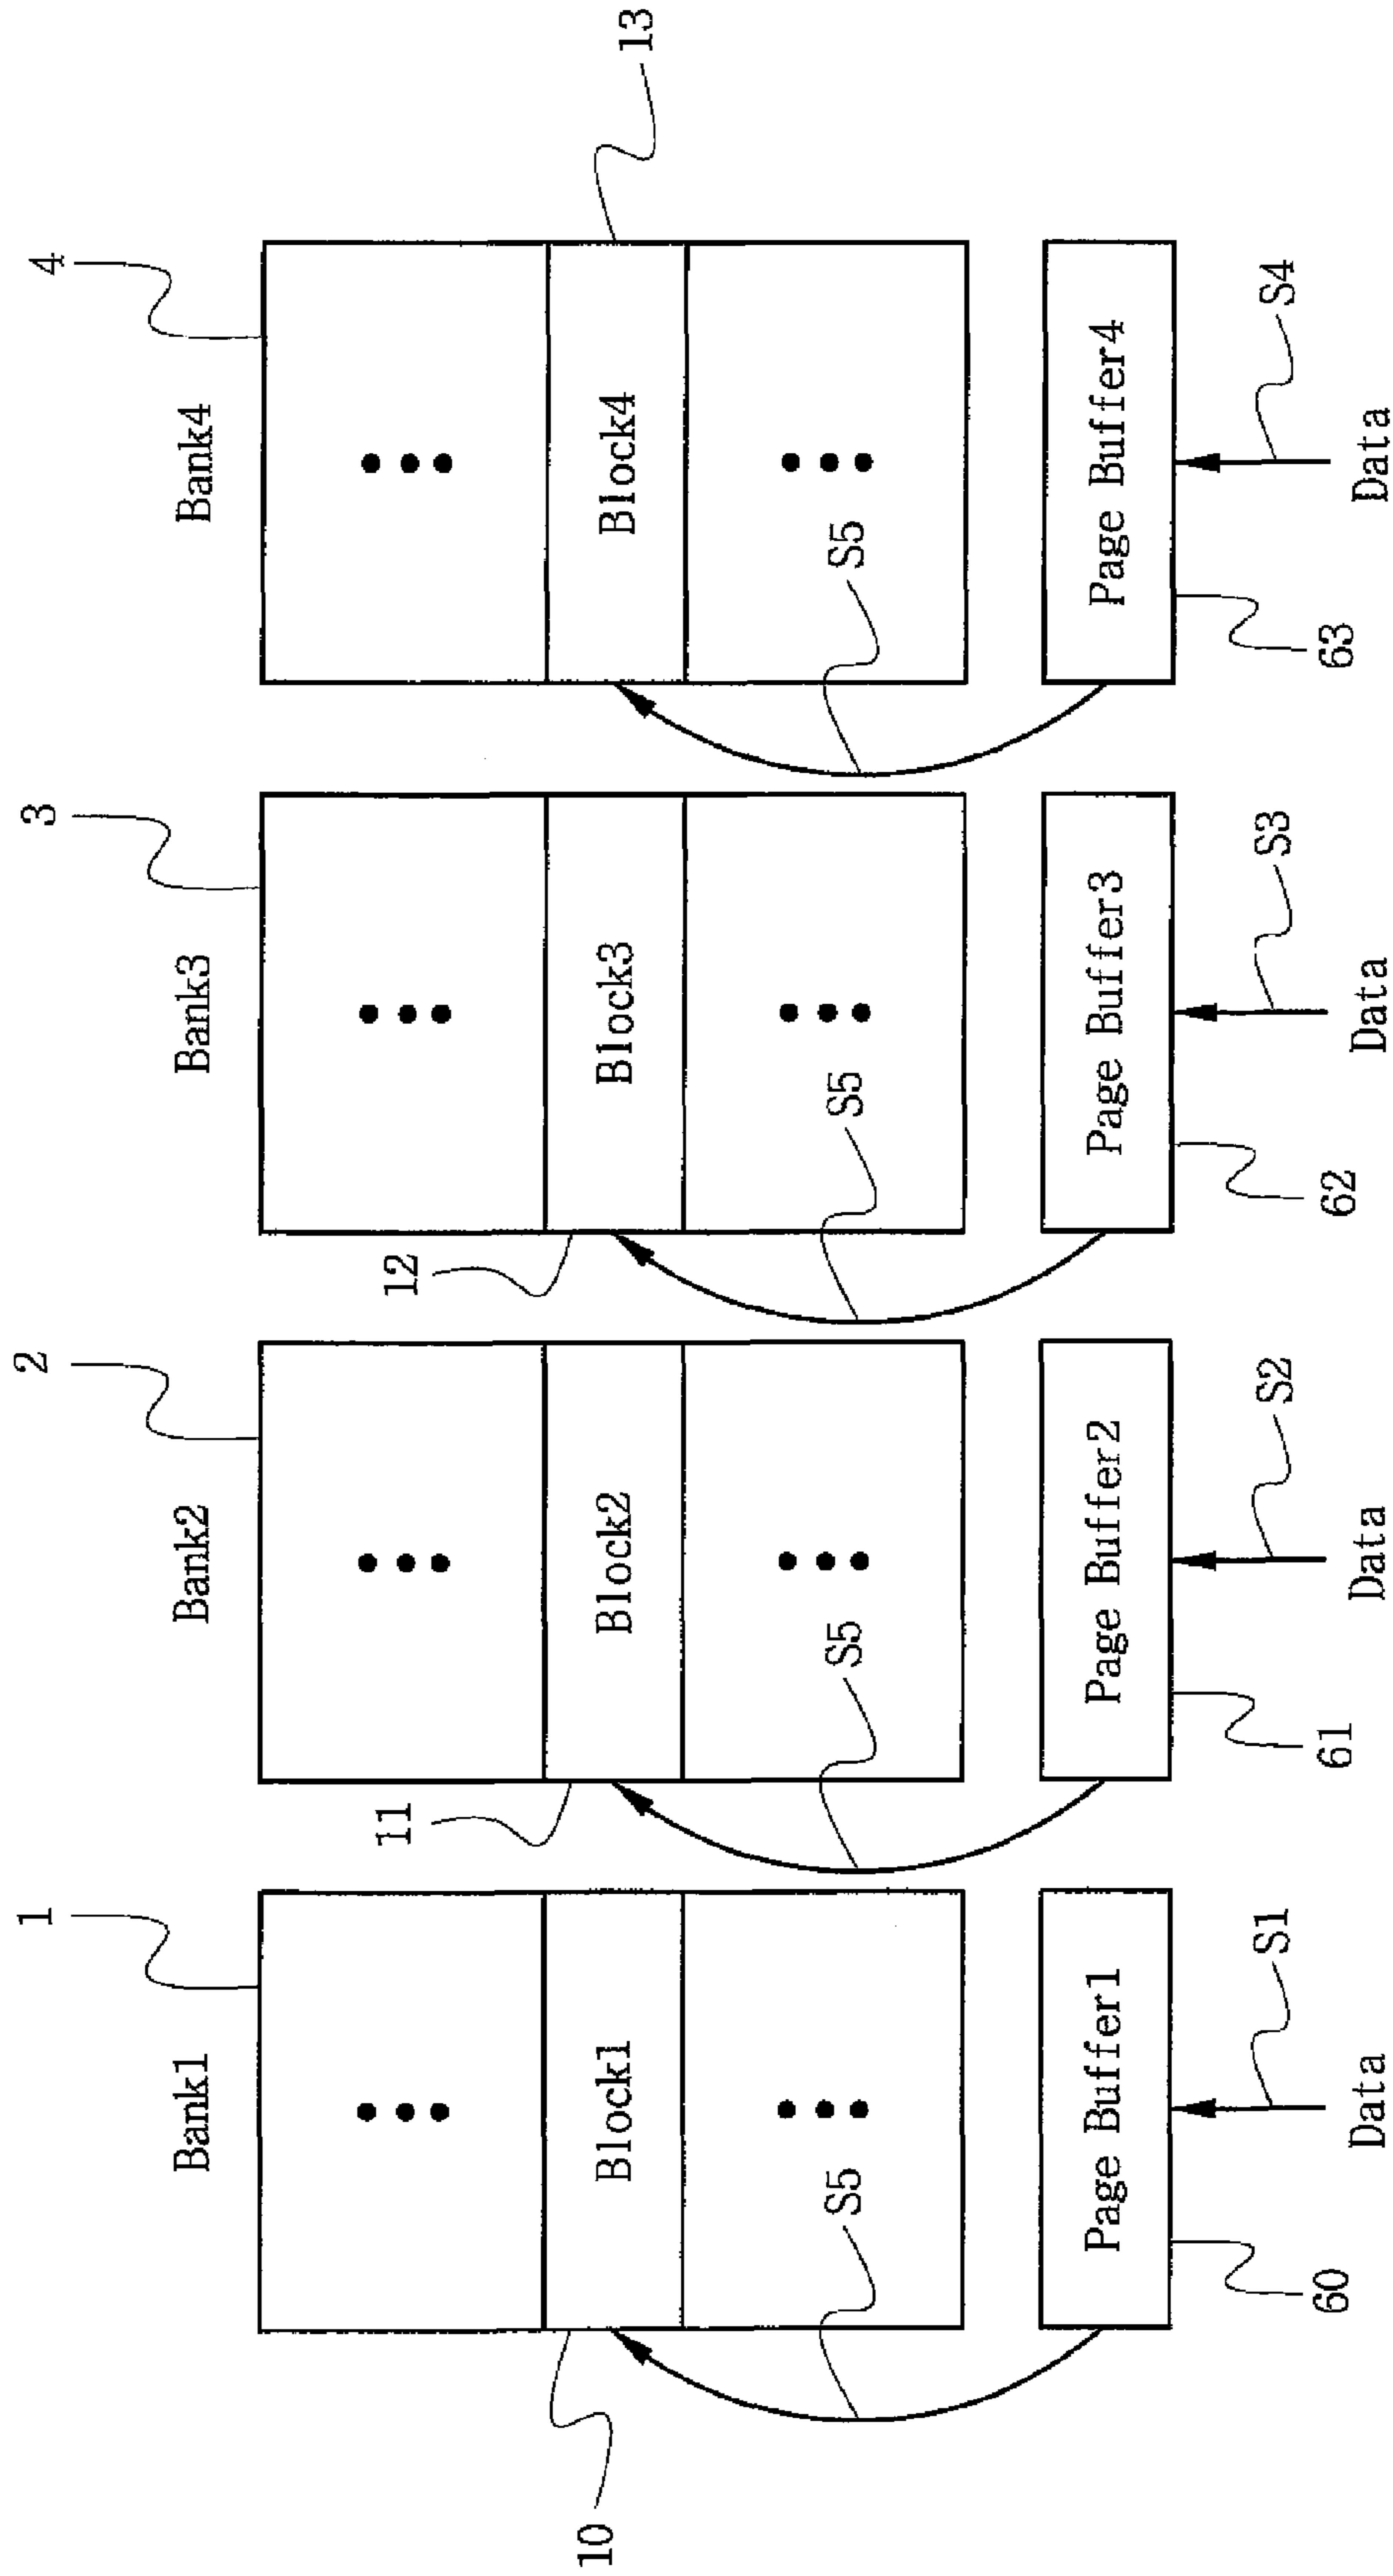 1
2
3
4
Bank1
Bank2
Bank3
Bank4
10
11
12
13
Block1
Block2
Block3
Block4
S5
S5
S5
S5
Page Buffer1
Page Buffer2
Page Buffer3
Page Buffer4
60
61
62
63
S1
S2
S3
S4
Data
Data
Data
Data